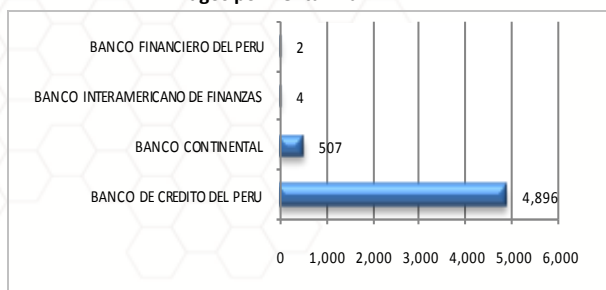 BANCO FINANCIERO DEL PERU 2
BANCO INTERAMERICANO DE FINANZAS 4
BANCO CONTINENTAL 507
BANCO DE CREDITO DEL PERU 4,896
0 1,000 2,000 3,000 4,000 5,000 6,000